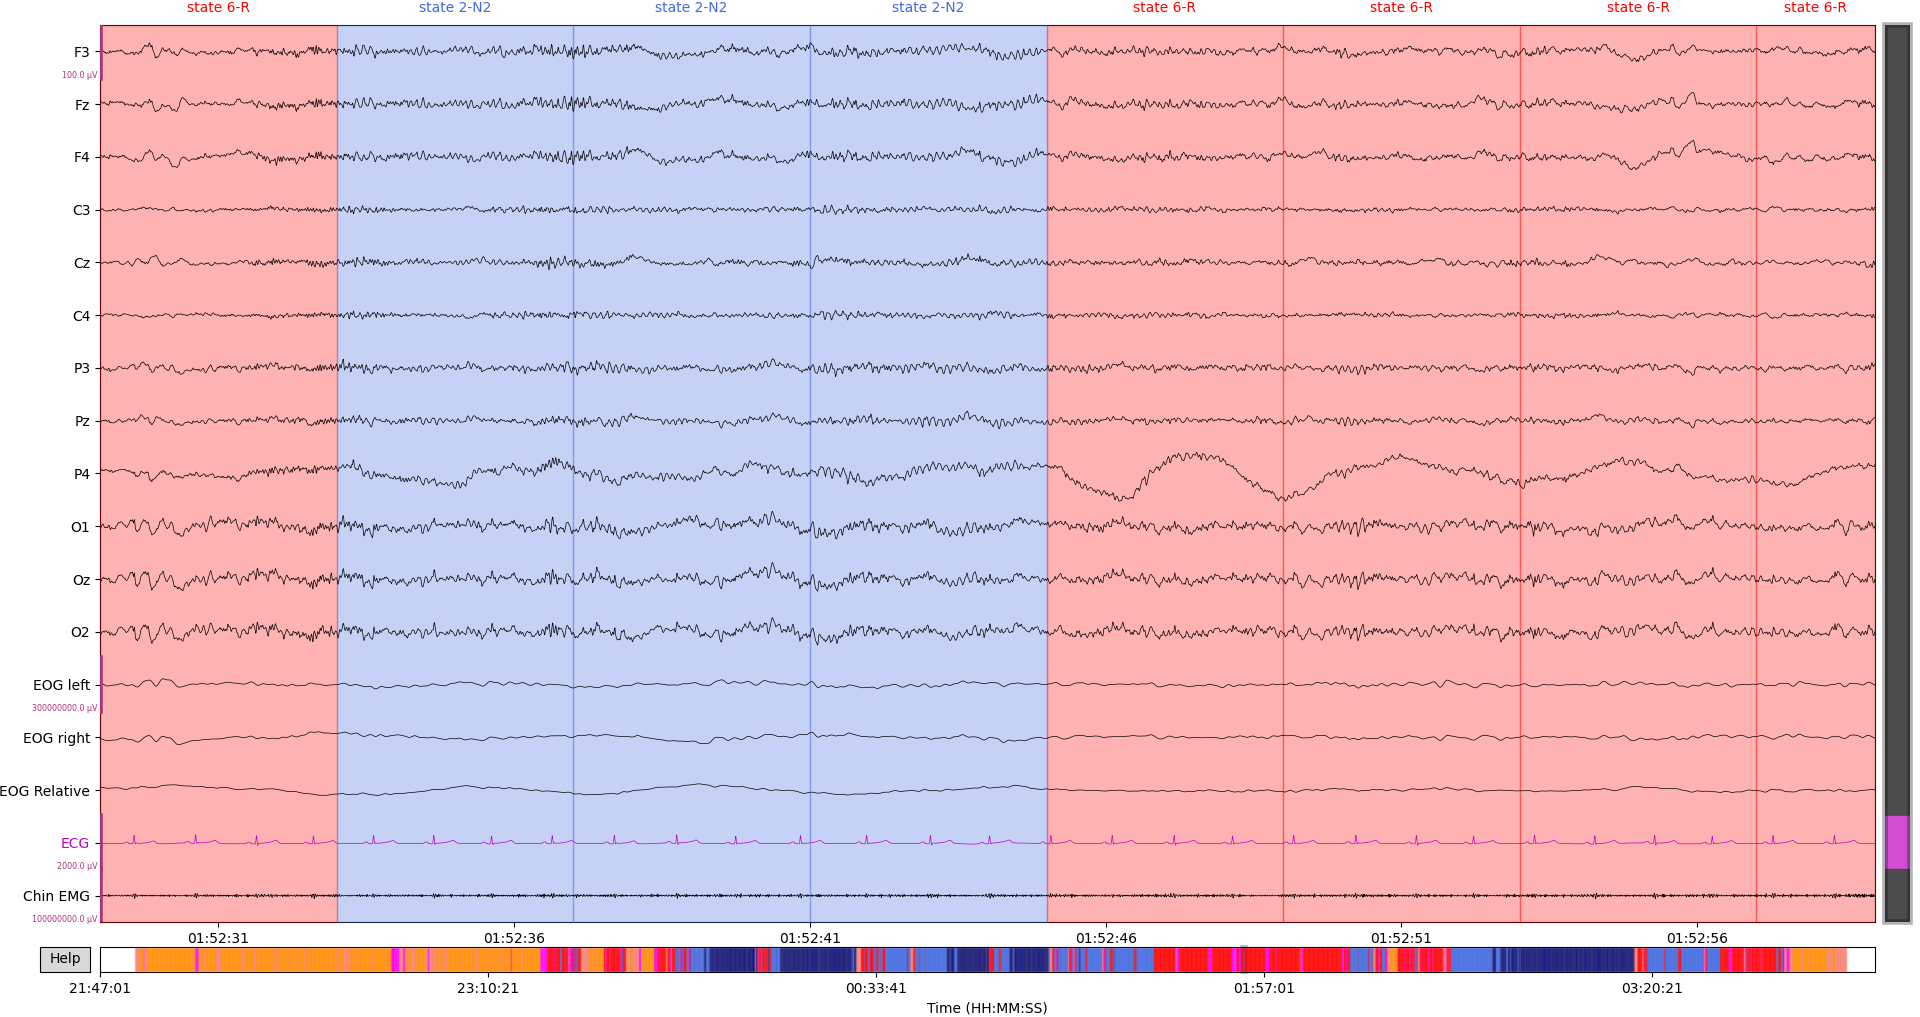 state 6-R state 2-N2 state 2-N2 state 2-N2 state 6-R state 6-R state 6-R state 6-R
F3
100.0 µV
Fz
F4
C3
Cz
C4
P3
Pz
P4
O1
Oz
O2
EOG left
300000000.0 µV
EOG right
EOG Relative
ECG
2000.0 µV
Chin EMG
100000000.0 µV
01:52:31 01:52:36 01:52:41 01:52:46 01:52:51 01:52:56
Help
21:47:01 23:10:21 00:33:41 01:57:01 03:20:21
Time (HH:MM:SS)